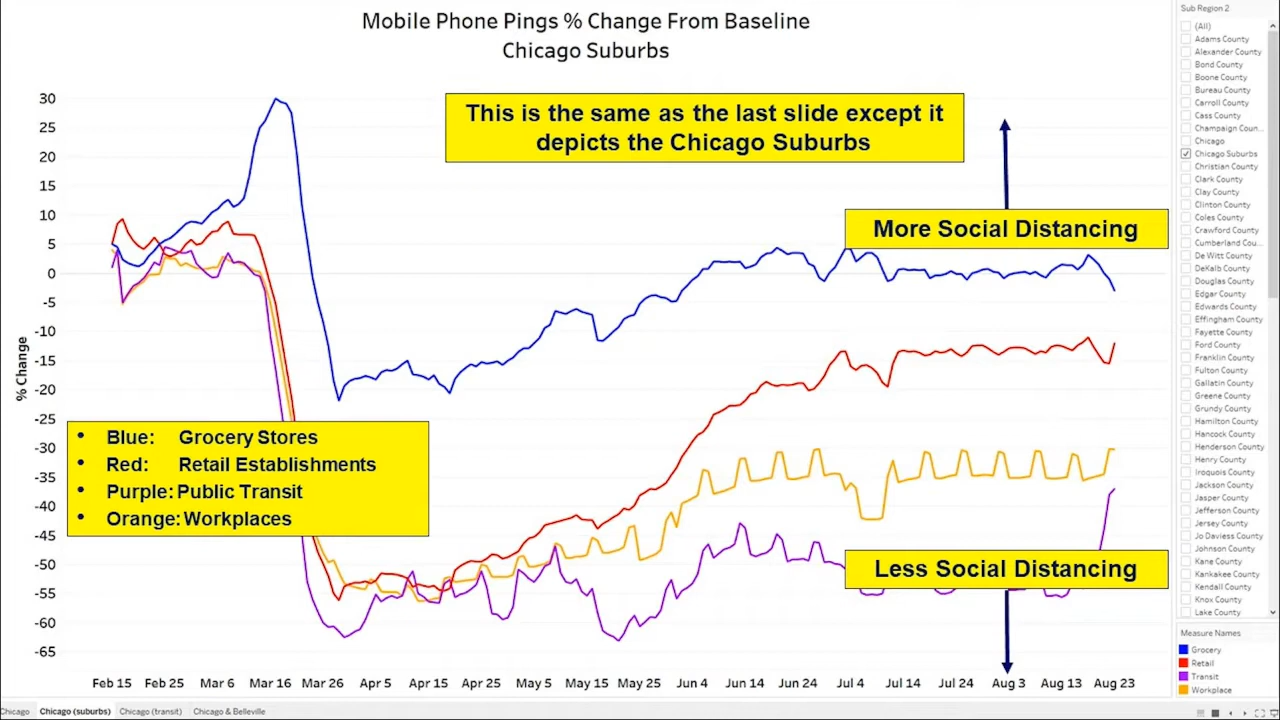 Mobile Phone Pings % Change From Baseline
Chicago Suburbs
This is the same as the last slide except it
depicts the Chicago Suburbs
More Social Distancing
% Change
30
25
20
15
10
5
0
-5
-10
-15
-20
-25
-30
-35
-40
-45
-50
-55
-60
-65
• Blue: Grocery Stores
• Red: Retail Establishments
• Purple: Public Transit
• Orange: Workplaces
Less Social Distancing
Feb 15 Feb 25 Mar 6 Mar 16 Mar 26 Apr 5 Apr 15 Apr 25 May 5 May 15 May 25 Jun 4 Jun 14 Jun 24 Jul 4 Jul 14 Jul 24 Aug 3 Aug 13 Aug 23
Sub Region 2
(All)
Adams County
Alexander County
Bond County
Boone County
Bureau County
Carroll County
Cass County
Champaign Coun...
Chicago
Chicago Suburbs
Christian County
Clark County
Clay County
Clinton County
Coles County
Crawford County
Cumberland Cou...
De Witt County
DeKalb County
Douglas County
Edgar County
Edwards County
Effingham County
Fayette County
Ford County
Franklin County
Fulton County
Gallatin County
Greene County
Grundy County
Hamilton County
Hancock County
Henderson County
Henry County
Iroquois County
Jackson County
Jasper County
Jefferson County
Jersey County
Jo Daviess County
Johnson County
Kane County
Kankakee County
Kendall County
Knox County
Lake County
Measure Names
Grocery
Retail
Transit
Workplace
Chicago Chicago (suburbs) Chicago (transit) Chicago & Belleville